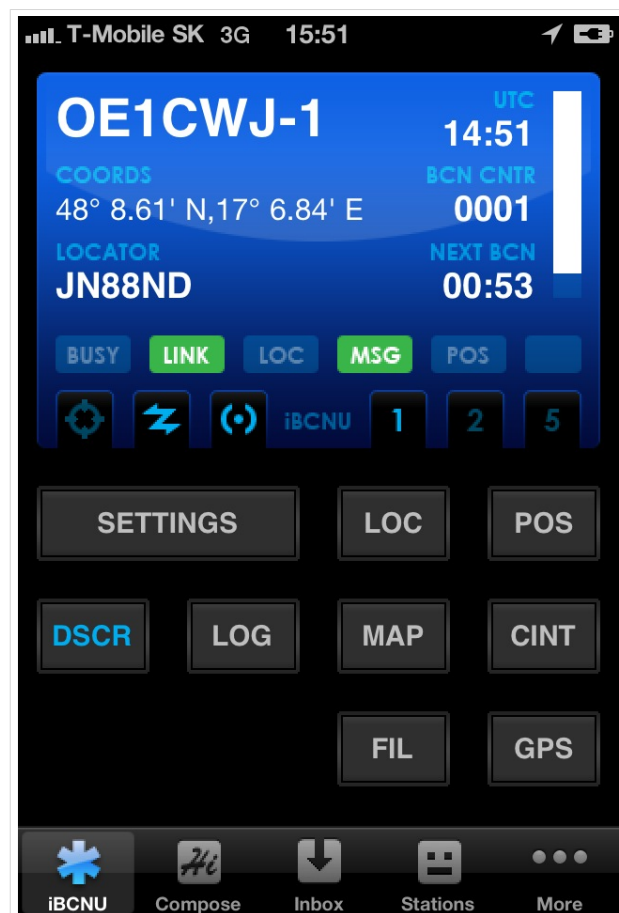 T-Mobile SK 3G 15:51
OE1CWJ-1
UTC
14:51
COORDS
48° 8.61' N,17° 6.84' E
BCN CNTR
0001
LOCATOR
JN88ND
NEXT BCN
00:53
BUSY LINK LOC MSG POS
iBCNU 1 2 5
SETTINGS LOC POS
DSCR LOG MAP CINT
FIL GPS
Hi
iBCNU Compose Inbox Stations More